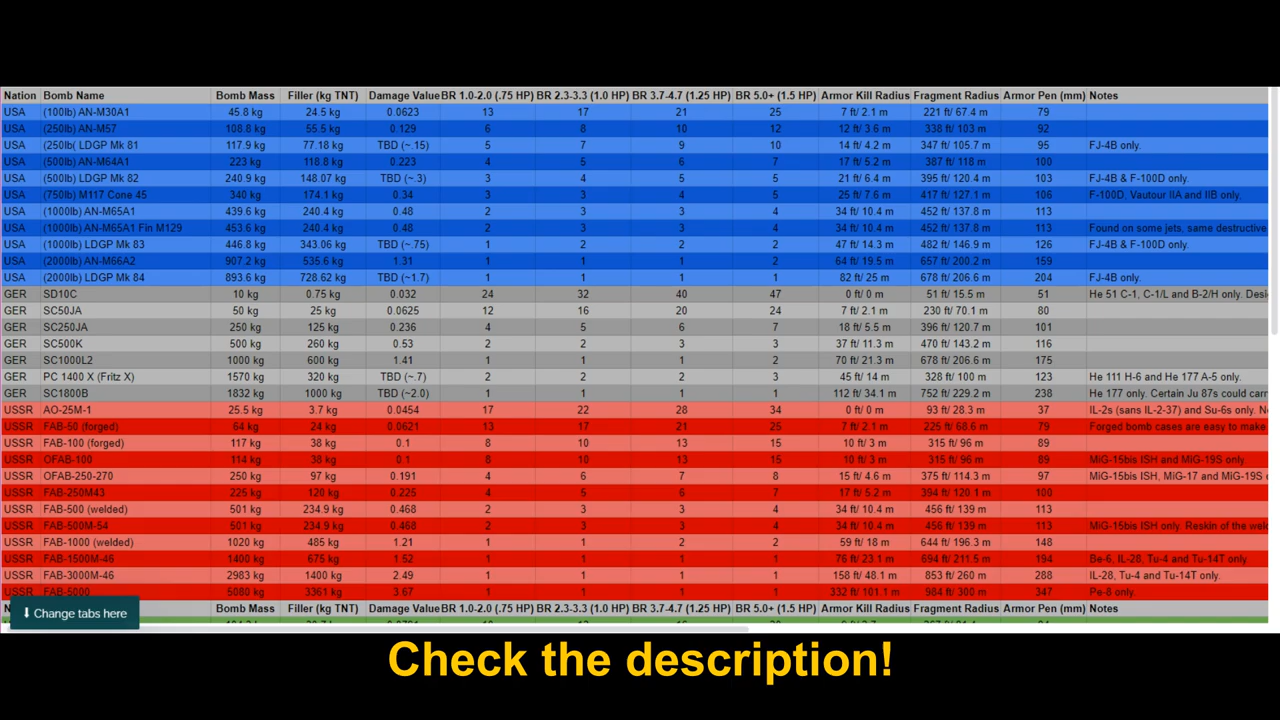 Nation Bomb Name Bomb Mass Filler (kg TNT) Damage Value BR 1.0-2.0 (.75 HP) BR 2.3-3.3 (1.0 HP) BR 3.7-4.7 (1.25 HP) BR 5.0+ (1.5 HP) Armor Kill Radius Fragment Radius Armor Pen (mm) Notes
USA (100lb) AN-M30A1 45.8 kg 24.5 kg 0.0623 13 17 21 25 7 ft/ 2.1 m 221 ft/ 67.4 m 79
USA (250lb) AN-M57 108.8 kg 55.5 kg 0.129 6 8 10 12 12 ft/ 3.6 m 338 ft/ 103 m 92
USA (250lb( LDGP Mk 81 117.9 kg 77.18 kg TBD (~.15) 5 7 9 10 14 ft/ 4.2 m 347 ft/ 105.7 m 95 FJ-4B only.
USA (500lb) AN-M64A1 223 kg 118.8 kg 0.223 4 5 6 7 17 ft/ 5.2 m 387 ft/ 118 m 100
USA (500lb) LDGP Mk 82 240.9 kg 148.07 kg TBD (~.3) 3 4 5 5 21 ft/ 6.4 m 395 ft/ 120.4 m 103 FJ-4B & F-100D only.
USA (750lb) M117 Cone 45 340 kg 174.1 kg 0.34 3 3 4 5 25 ft/ 7.6 m 417 ft/ 127.1 m 106 F-100D, Vautour IIA and IIB only,
USA (1000lb) AN-M65A1 439.6 kg 240.4 kg 0.48 2 3 3 4 34 ft/ 10.4 m 452 ft/ 137.8 m 113
USA (1000lb) AN-M65A1 Fin M129 453.6 kg 240.4 kg 0.48 2 3 3 4 34 ft/ 10.4 m 452 ft/ 137.8 m 113 Found on some jets, same destructive
USA (1000lb) LDGP Mk 83 446.8 kg 343.06 kg TBD (~.75) 1 2 2 2 47 ft/ 14.3 m 482 ft/ 146.9 m 126 FJ-4B & F-100D only.
USA (2000lb) AN-M66A2 907.2 kg 535.6 kg 1.31 1 1 1 2 64 ft/ 19.5 m 657 ft/ 200.2 m 159
USA (2000lb) LDGP Mk 84 893.6 kg 728.62 kg TBD (~1.7) 1 1 1 1 82 ft/ 25 m 678 ft/ 206.6 m 204 FJ-4B only.
GER SD10C 10 kg 0.75 kg 0.032 24 32 40 47 0 ft/ 0 m 51 ft/ 15.5 m 51 He 51 C-1, C-1/L and B-2/H only. Desi
GER SC50JA 50 kg 25 kg 0.0625 12 16 20 24 7 ft/ 2.1 m 230 ft/ 70.1 m 80
GER SC250JA 250 kg 125 kg 0.236 4 5 6 7 18 ft/ 5.5 m 396 ft/ 120.7 m 101
GER SC500K 500 kg 260 kg 0.53 2 2 3 3 37 ft/ 11.3 m 470 ft/ 143.2 m 116
GER SC1000L2 1000 kg 600 kg 1.41 1 1 1 2 70 ft/ 21.3 m 678 ft/ 206.6 m 175
GER PC 1400 X (Fritz X) 1570 kg 320 kg TBD (~.7) 2 2 2 3 45 ft/ 14 m 328 ft/ 100 m 123 He 111 H-6 and He 177 A-5 only.
GER SC1800B 1832 kg 1000 kg TBD (~2.0) 1 1 1 1 112 ft/ 34.1 m 752 ft/ 229.2 m 238 He 177 only. Certain Ju 87s could carr
USSR AO-25M-1 25.5 kg 3.7 kg 0.0454 17 22 28 34 0 ft/ 0 m 93 ft/ 28.3 m 37 IL-2s (sans IL-2-37) and Su-6s only. N
USSR FAB-50 (forged) 64 kg 24 kg 0.0621 13 17 21 25 7 ft/ 2.1 m 225 ft/ 68.6 m 79 Forged bomb cases are easy to make
USSR FAB-100 (forged) 117 kg 38 kg 0.1 8 10 13 15 10 ft/ 3 m 315 ft/ 96 m 89
USSR OFAB-100 114 kg 38 kg 0.1 8 10 13 15 10 ft/ 3 m 315 ft/ 96 m 89 MiG-15bis ISH and MiG-19S only.
USSR OFAB-250-270 250 kg 97 kg 0.191 4 6 7 8 15 ft/ 4.6 m 375 ft/ 114.3 m 97 MiG-15bis ISH, MiG-17 and MiG-19S o
USSR FAB-250M43 225 kg 120 kg 0.225 4 5 6 7 17 ft/ 5.2 m 394 ft/ 120.1 m 100
USSR FAB-500 (welded) 501 kg 234.9 kg 0.468 2 3 3 4 34 ft/ 10.4 m 456 ft/ 139 m 113
USSR FAB-500M-54 501 kg 234.9 kg 0.468 2 3 3 4 34 ft/ 10.4 m 456 ft/ 139 m 113 MiG-15bis ISH only. Reskin of the weld
USSR FAB-1000 (welded) 1020 kg 485 kg 1.21 1 1 2 2 59 ft/ 18 m 644 ft/ 196.3 m 148
USSR FAB-1500M-46 1400 kg 675 kg 1.52 1 1 1 1 76 ft/ 23.1 m 694 ft/ 211.5 m 194 Be-6, IL-28, Tu-4 and Tu-14T only
USSR FAB-3000M-46 2983 kg 1400 kg 2.49 1 1 1 1 158 ft/ 48.1 m 853 ft/ 260 m 288 IL-28, Tu-4 and Tu-14T only.
USSR FAB-5000 5080 kg 3361 kg 3.67 1 1 1 1 332 ft/ 101.1 m 984 ft/ 300 m 347 Pe-8 only.
Bomb Mass Filler (kg TNT) Damage Value BR 1.0-2.0 (.75 HP) BR 2.3-3.3 (1.0 HP) BR 3.7-4.7 (1.25 HP) BR 5.0+ (1.5 HP) Armor Kill Radius Fragment Radius Armor Pen (mm) Notes
⬇ Change tabs here
Check the description!